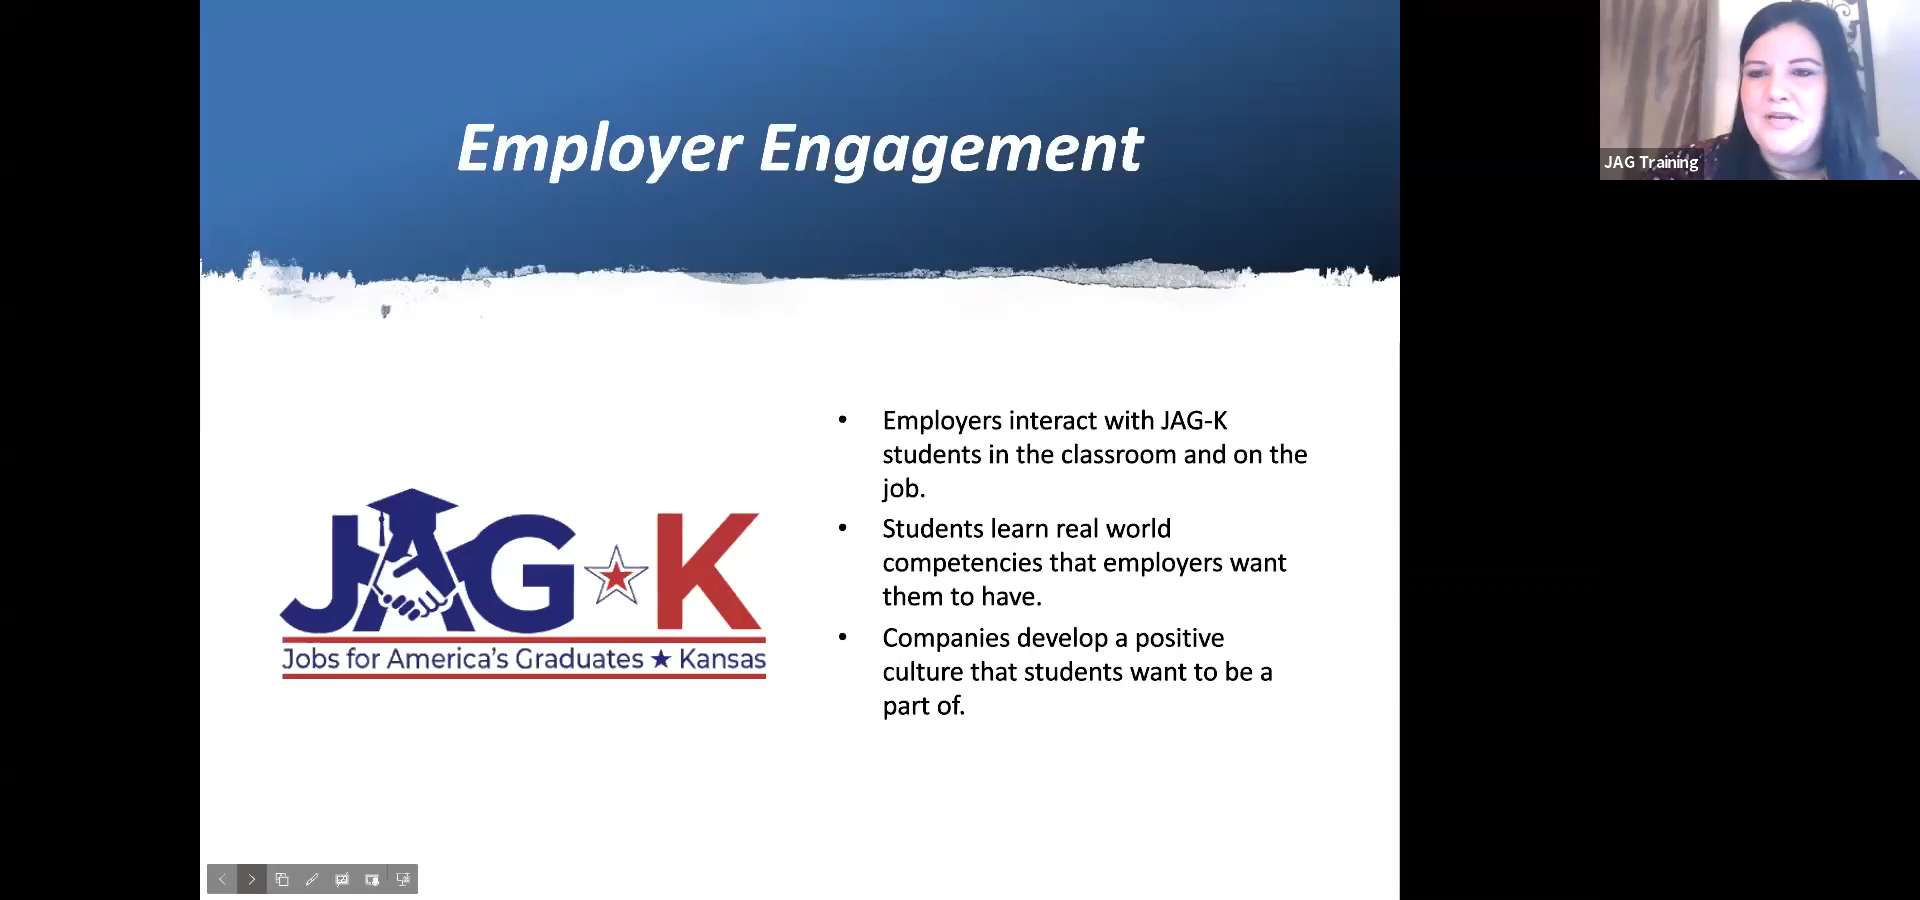 Employer Engagement
JAG Training
• Employers interact with JAG-K
students in the classroom and on the
job.
• Students learn real world
competencies that employers want
them to have.
• Companies develop a positive
culture that students want to be a
part of.
JAG★K
Jobs for America's Graduates ★ Kansas